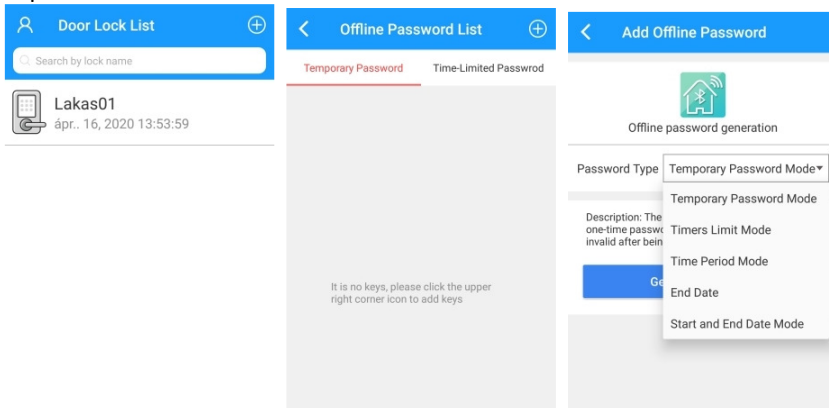 Door Lock List
Search by lock name
Lakas01
ápr.. 16, 2020 13:53:59
Offline Password List
Temporary Password
Time-Limited Passwrod
It is no keys, please click the upper
right corner icon to add keys
Add Offline Password
Offline password generation
Password Type
Temporary Password Mode
Temporary Password Mode
Timers Limit Mode
Time Period Mode
End Date
Start and End Date Mode
Description: The
one-time
invalid after